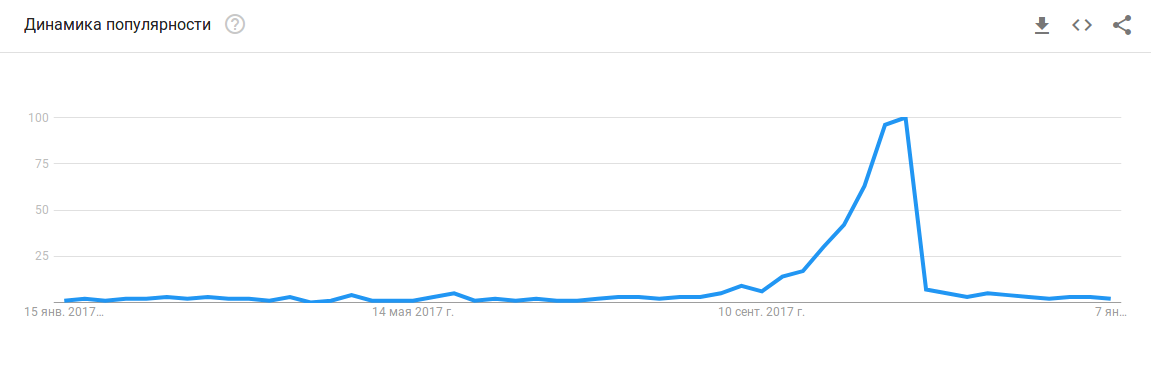 Динамика популярности ?
100
75
50
25
15 янв. 2017…
14 мая 2017 г.
10 сент. 2017 г.
7 ян…